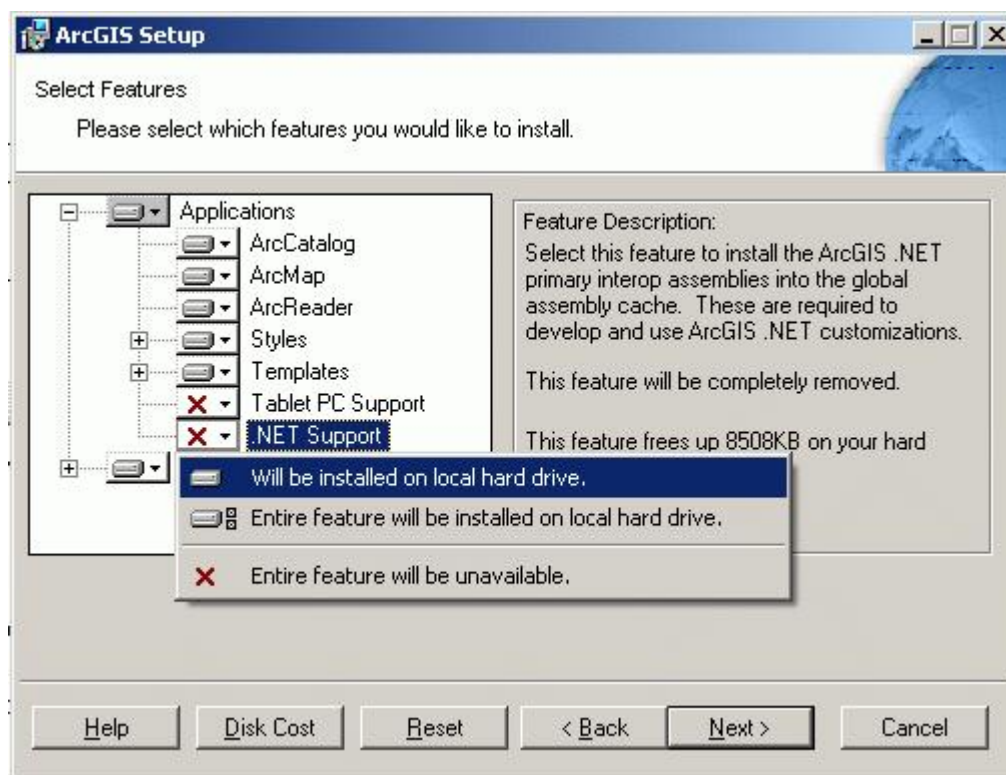 ArcGIS Setup
Select Features
Please select which features you would like to install.
Applications
ArcCatalog
ArcMap
ArcReader
Styles
Templates
Tablet PC Support
.NET Support
Feature Description:
Select this feature to install the ArcGIS .NET
primary interop assemblies into the global
assembly cache.  These are required to
develop and use ArcGIS .NET customizations.
This feature will be completely removed.
This feature frees up 8508KB on your hard
Will be installed on local hard drive.
Entire feature will be installed on local hard drive.
Entire feature will be unavailable.
Help
Disk Cost
Reset
< Back
Next >
Cancel